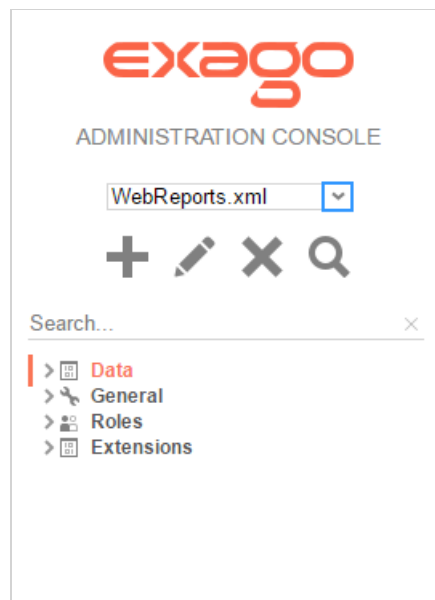 exago
ADMINISTRATION CONSOLE
WebReports.xml
Search...
Data
General
Roles
Extensions